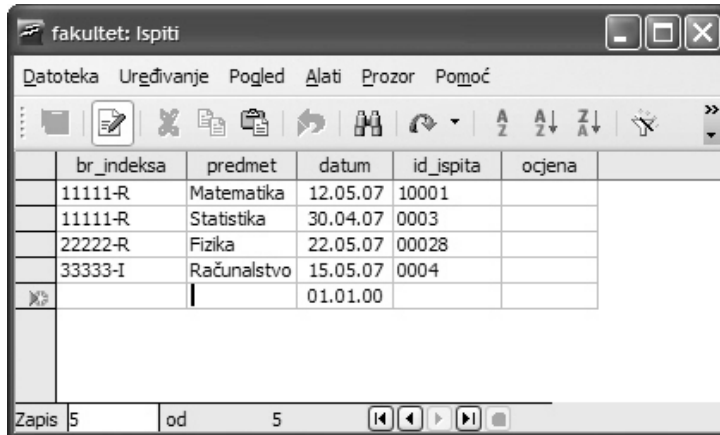 fakultet: Ispiti
Datoteka Uređivanje Pogled Alati Prozor Pomoć
br_indeksa predmet datum id_ispita ocjena
11111-R Matematika 12.05.07 10001
11111-R Statistika 30.04.07 0003
22222-R Fizika 22.05.07 00028
33333-I Računalstvo 15.05.07 0004
01.01.00
Zapis 5 od 5